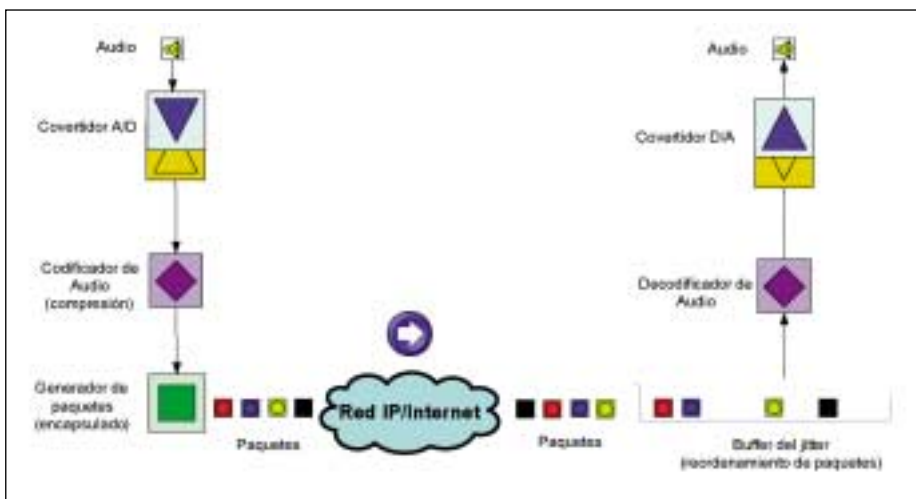 Audio
Covertidor A/D
Codificador de
Audio
(compresión)
Generador de
paquetes
(encapsulado)
Paquetes
Red IP/Internet
Paquetes
Audio
Covertidor D/A
Decodificador de
Audio
Buffer del jitter
(reordenamiento de paquetes)